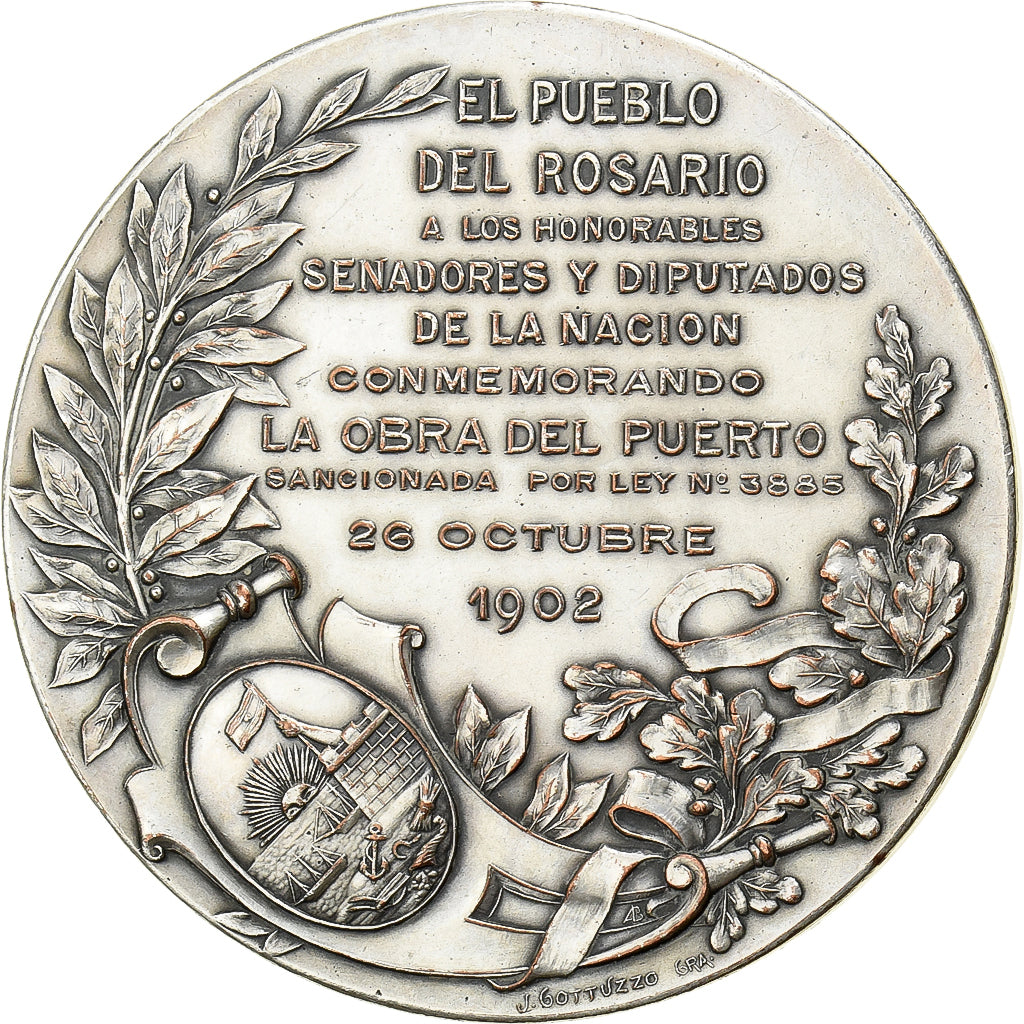 EL PUEBLO
DEL ROSARIO
A LOS HONORABLES
SENADORES Y DIPUTADOS
DE LA NACION
CONMEMORANDO
LA OBRA DEL PUERTO
SANCIONADA POR LEY Nº 3885
26 OCTUBRE
1902
AB
J. GOTTUZZO GRA.